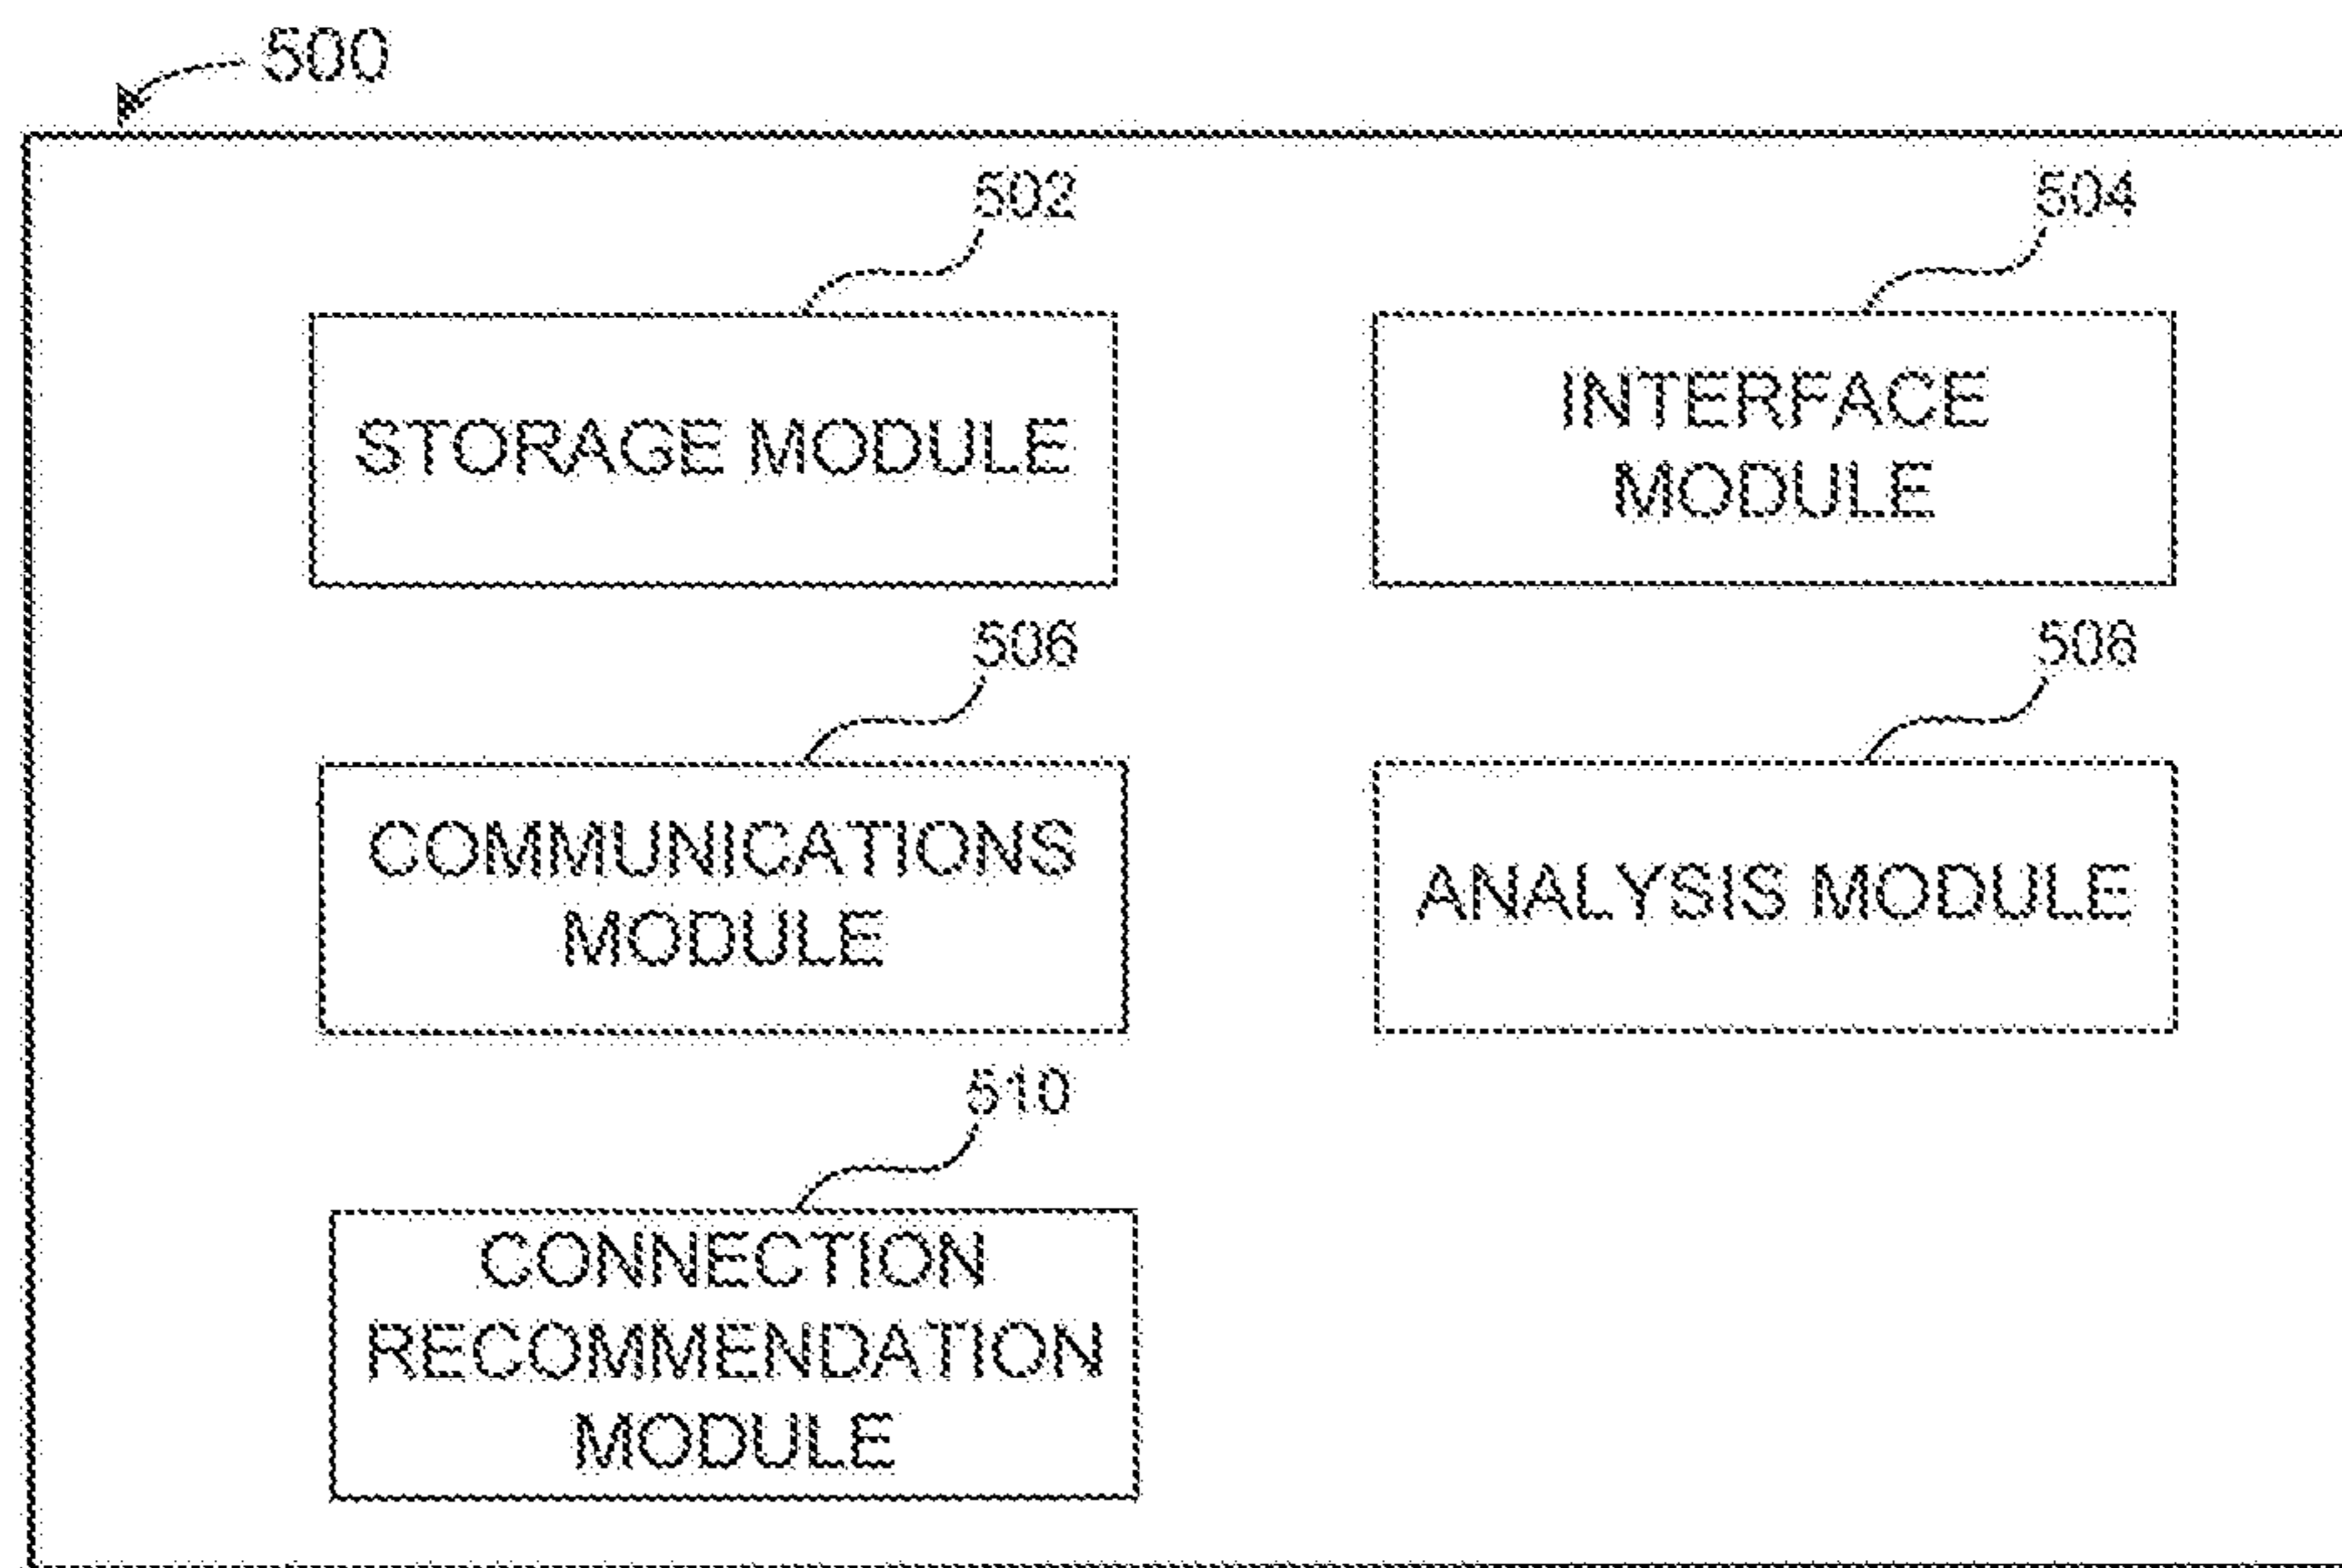 500
502
504
STORAGE MODULE
INTERFACE
MODULE
506
508
COMMUNICATIONS
MODULE
ANALYSIS MODULE
510
CONNECTION
RECOMMENDATION
MODULE